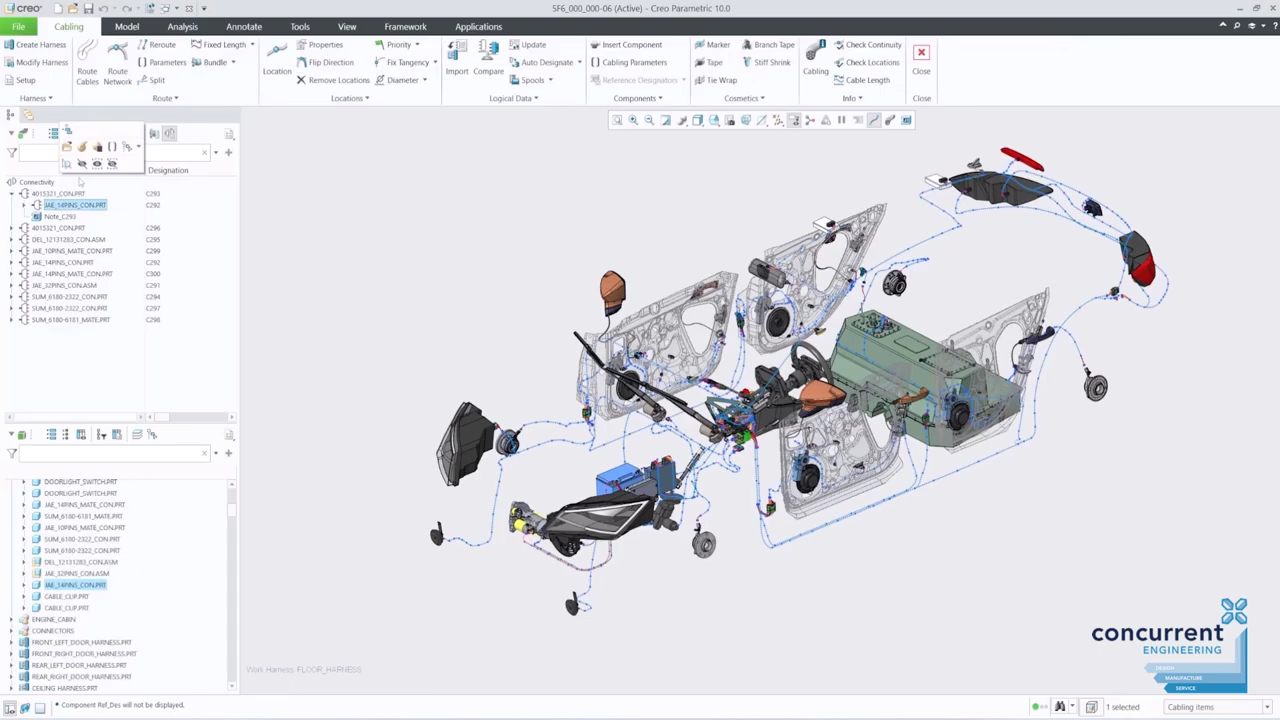 creo
SF6_000_000-06 (Active) - Creo Parametric 10.0
File
Cabling
Model
Analysis
Annotate
Tools
View
Framework
Applications
Create Harness
Modify Harness
Setup
Harness
Route Cables
Route Network
Reroute
Parameters
Split
Fixed Length
Bundle
Route
Location
Properties
Flip Direction
Remove Locations
Priority
Fix Tangency
Diameter
Locations
Import
Compare
Update
Auto Designate
Spools
Logical Data
Insert Component
Cabling Parameters
Reference Designators
Components
Marker
Tape
Tie Wrap
Branch Tape
Stiff Shrink
Cosmetics
Cabling
Check Continuity
Check Locations
Cable Length
Info
Close
Close
Designation
Connectivity
4015321_CON.PRT C293
JAE_14PINS_CON.PRT C292
Note_C293
4015321_CON.PRT C296
DEL_12131283_CON.ASM C295
JAE_10PINS_MATE_CON.PRT C299
JAE_14PINS_CON.PRT C292
JAE_14PINS_MATE_CON.PRT C300
JAE_32PINS_CON.ASM C291
SUM_6180-2322_CON.PRT C294
SUM_6180-2322_CON.PRT C297
SUM_6180-6181_MATE.PRT C298
DOORLIGHT_SWITCH.PRT
DOORLIGHT_SWITCH.PRT
JAE_14PINS_MATE_CON.PRT
SUM_6180-6181_MATE.PRT
JAE_10PINS_MATE_CON.PRT
SUM_6180-2322_CON.PRT
SUM_6180-2322_CON.PRT
DEL_12131283_CON.ASM
JAE_32PINS_CON.ASM
JAE_14PINS_CON.PRT
CABLE_CLIP.PRT
CABLE_CLIP.PRT
ENGINE_CABIN
CONNECTORS
FRONT_LEFT_DOOR_HARNESS.PRT
FRONT_RIGHT_DOOR_HARNESS.PRT
REAR_LEFT_DOOR_HARNESS.PRT
REAR_RIGHT_DOOR_HARNESS.PRT
CEILING_HARNESS.PRT
Work Harness: FLOOR_HARNESS
concurrent
ENGINEERING
DESIGN
MANUFACTURE
SERVICE
• Component Ref_Des will not be displayed.
1 selected
Cabling items